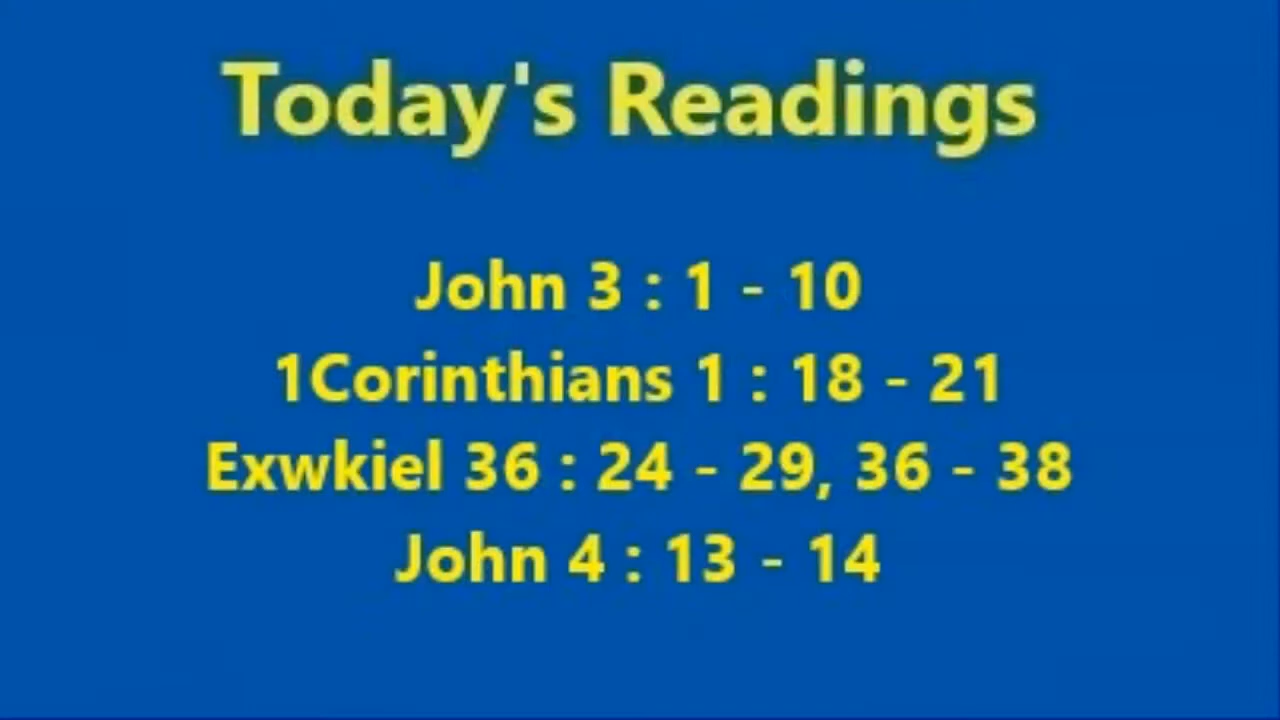 Today's Readings
John 3 : 1 - 10
1Corinthians 1 : 18 - 21
Exwkiel 36 : 24 - 29, 36 - 38
John 4 : 13 - 14